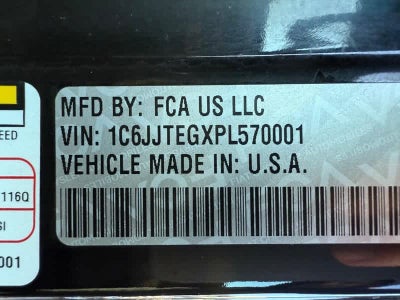 MFD BY: FCA US LLC
VIN: 1C6JJTEGXPL570001
VEHICLE MADE IN: U.S.A.
EED
116Q
SI
001